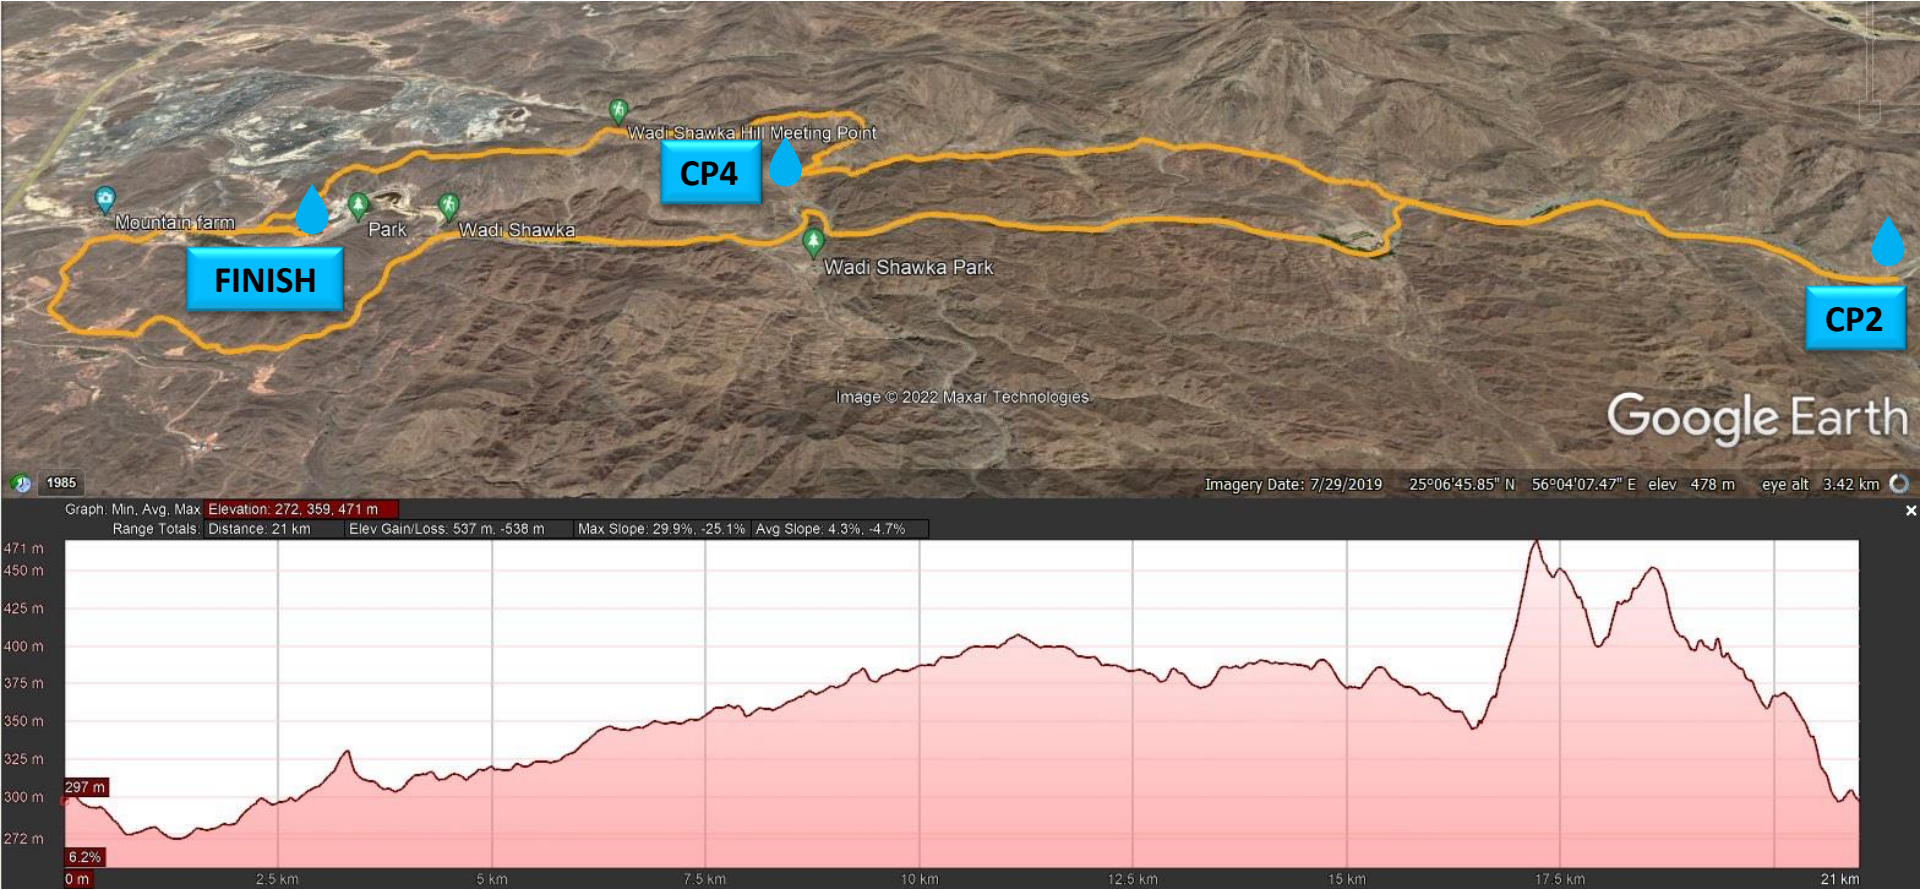 Wadi Shawka Hill Meeting Point
CP4
Mountain farm
Park
Wadi Shawka
FINISH
Wadi Shawka Park
CP2
Image © 2022 Maxar Technologies
Google Earth
1985
Imagery Date: 7/29/2019 25°06'45.85" N 56°04'07.47" E elev 478 m eye alt 3.42 km
Graph: Min, Avg, Max Elevation: 272, 359, 471 m
Range Totals: Distance: 21 km Elev Gain/Loss: 537 m, -538 m Max Slope: 29.9%, -25.1% Avg Slope: 4.3%, -4.7%
471 m
450 m
425 m
400 m
375 m
350 m
325 m
297 m
300 m
272 m
6.2%
0 m 2.5 km 5 km 7.5 km 10 km 12.5 km 15 km 17.5 km 21 km